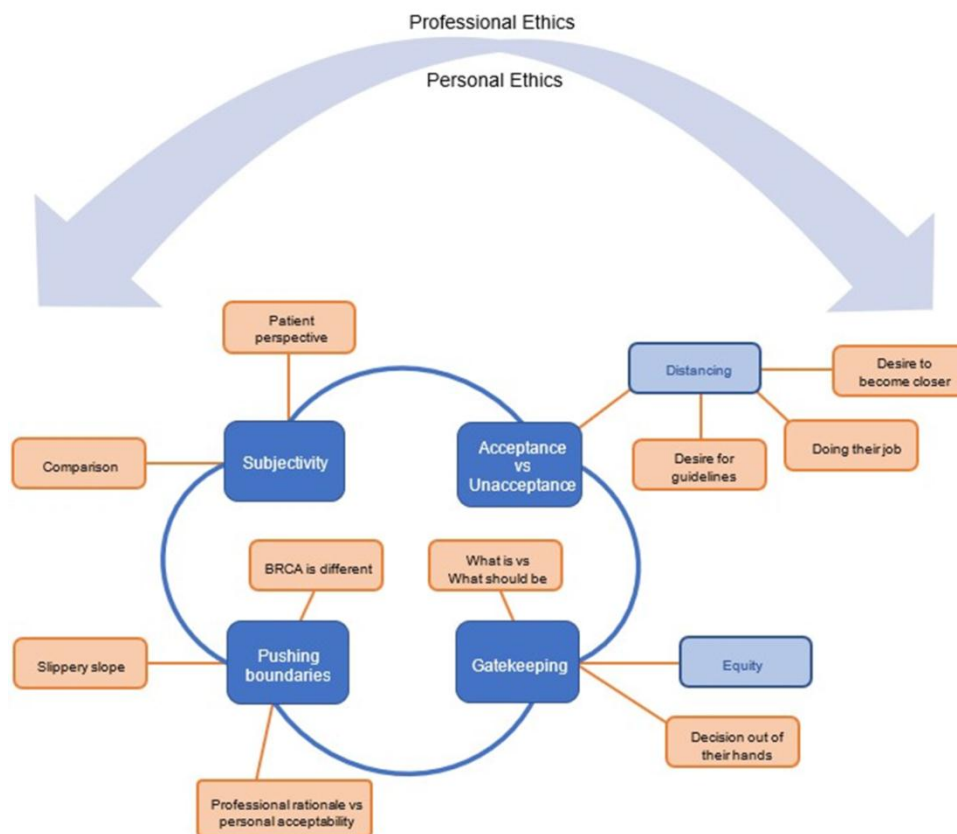 Professional Ethics
Personal Ethics
Patient
perspective
Comparison
Subjectivity
Acceptance
vs
Unacceptance
Distancing
Desire to
become closer
Desire for
guidelines
Doing their job
BRCA is different
What is vs
What should be
Slippery slope
Pushing
boundaries
Gatekeeping
Equity
Decision out of
their hands
Professional rationale vs
personal acceptability